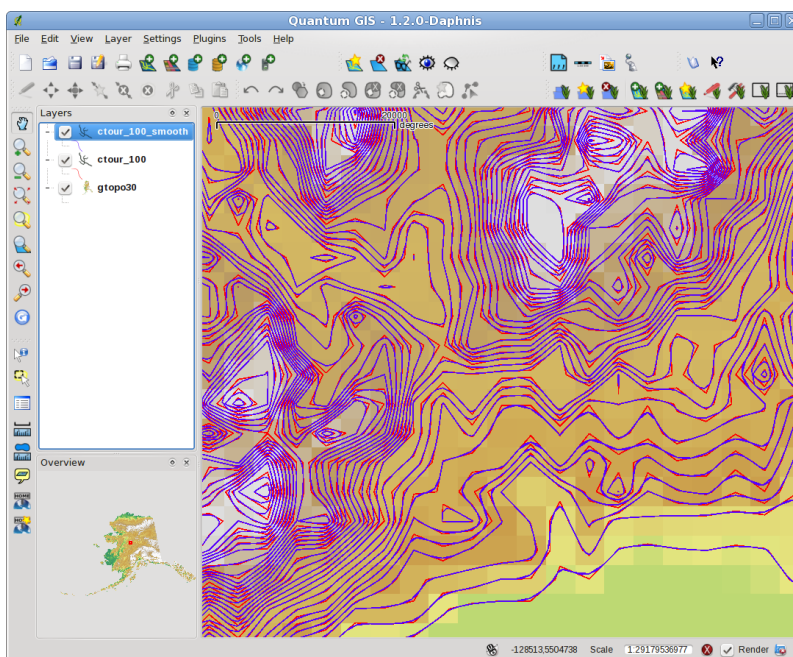 Quantum GIS - 1.2.0-Daphnis
File Edit View Layer Settings Plugins Tools Help
Layers
ctour_100_smooth
ctour_100
gtopo30
0 20000
degrees
Overview
-128513,5504738 Scale 1.29179536977 Render